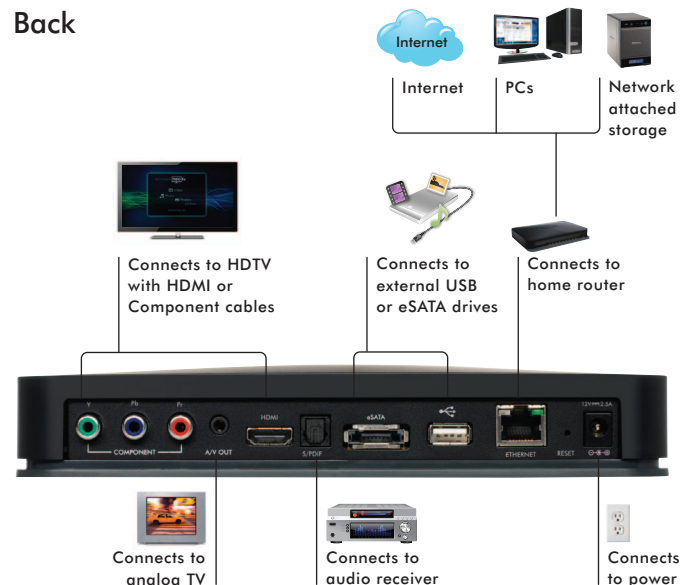 Back
Internet
Internet
PCs
Network
attached
storage
Connects to HDTV
with HDMI or
Component cables
Connects to
external USB
or eSATA drives
Connects to
home router
Y
Pb
Pr
COMPONENT
A/V OUT
HDMI
S/PDIF
eSATA
ETHERNET
RESET
12V⎓2.5A
Connects to
analog TV
Connects to
audio receiver
Connects
to power